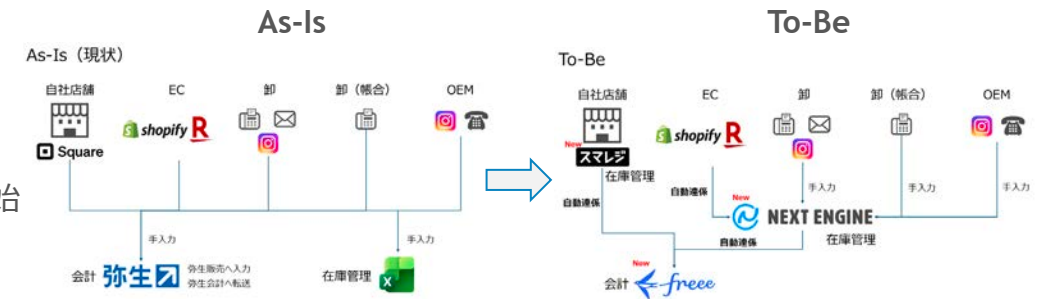 As-Is
To-Be
始
As-Is（現状）
自社店舗
EC
卸
卸（帳合）
OEM
shopify
R
Square
手入力
手入力
会計
弥生
弥生販売へ入力
弥生会計へ転送
在庫管理
X
To-Be
自社店舗
EC
卸
卸（帳合）
OEM
shopify
R
New
スマレジ
在庫管理
自動連係
自動連係
手入力
手入力
手入力
New
NEXT ENGINE
在庫管理
自動連係
New
会計
freee